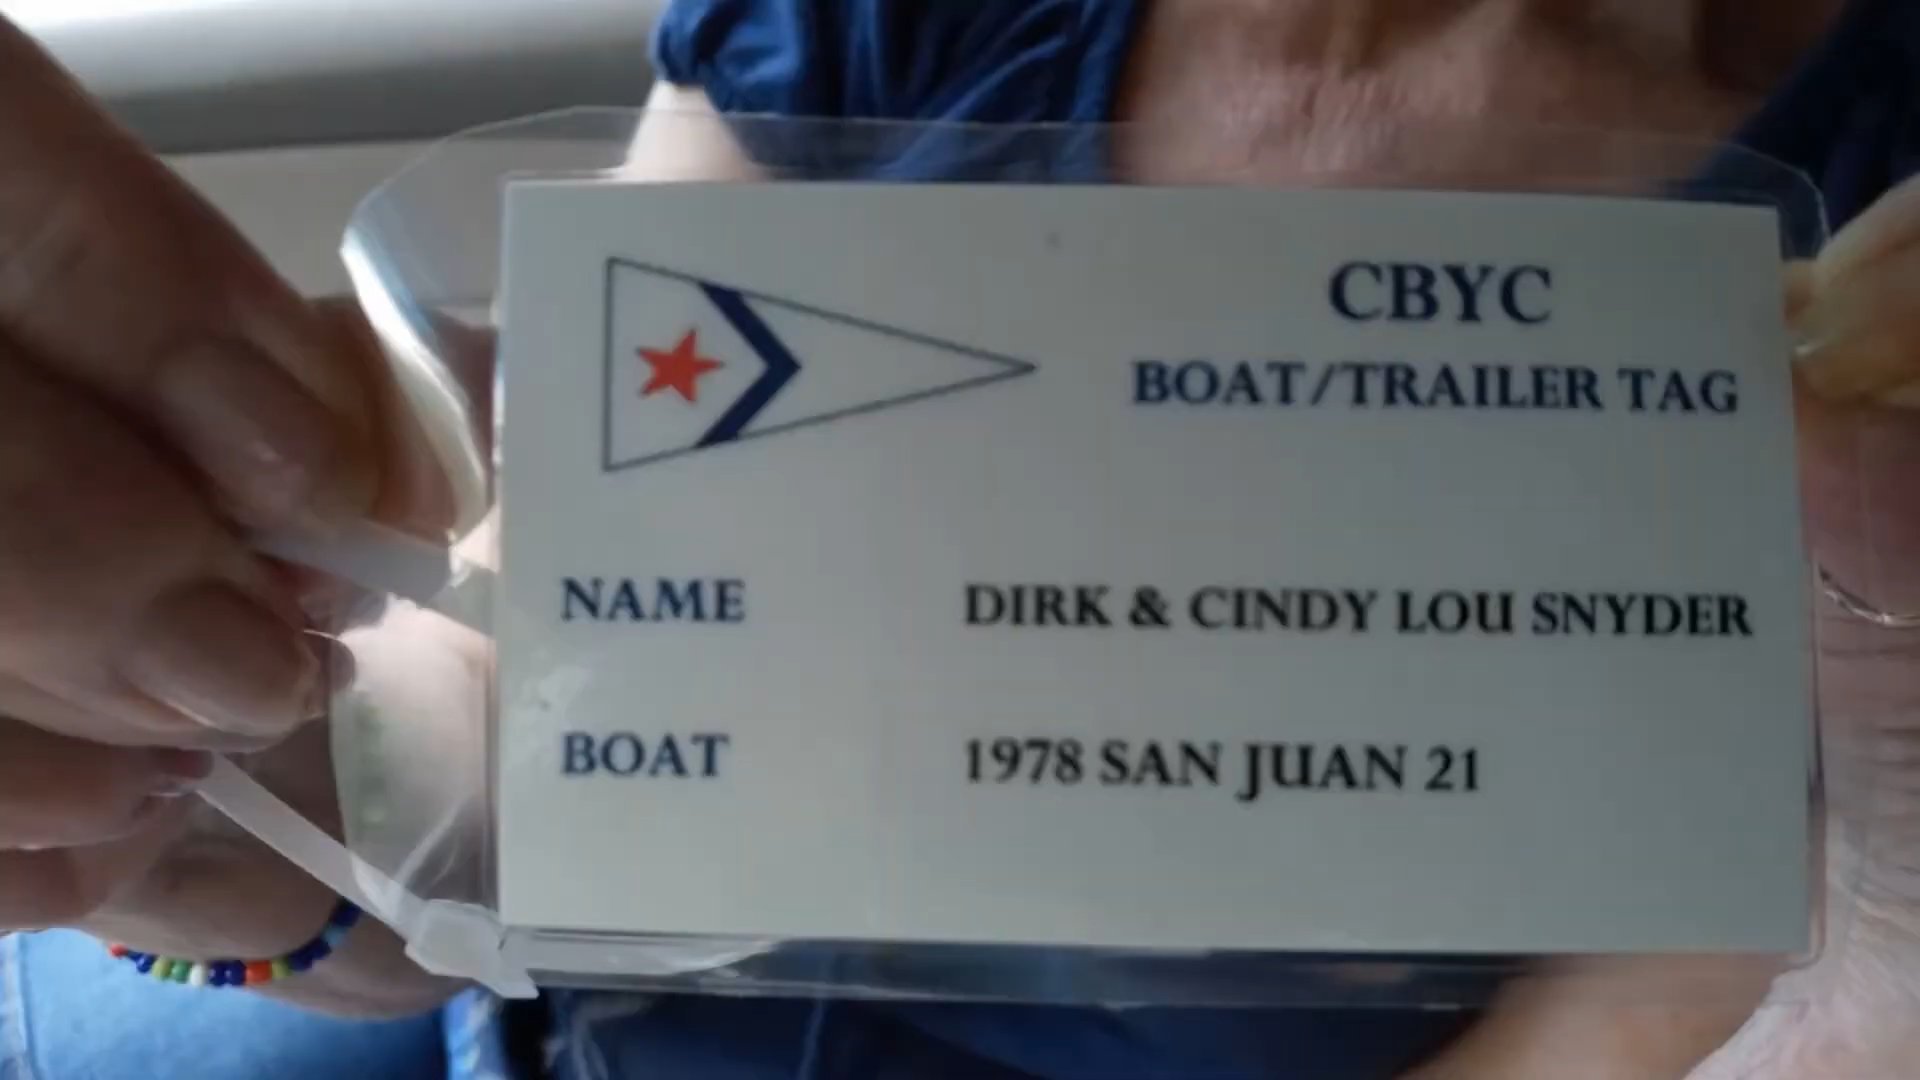 CBYC
BOAT/TRAILER TAG
NAME DIRK & CINDY LOU SNYDER
BOAT 1978 SAN JUAN 21